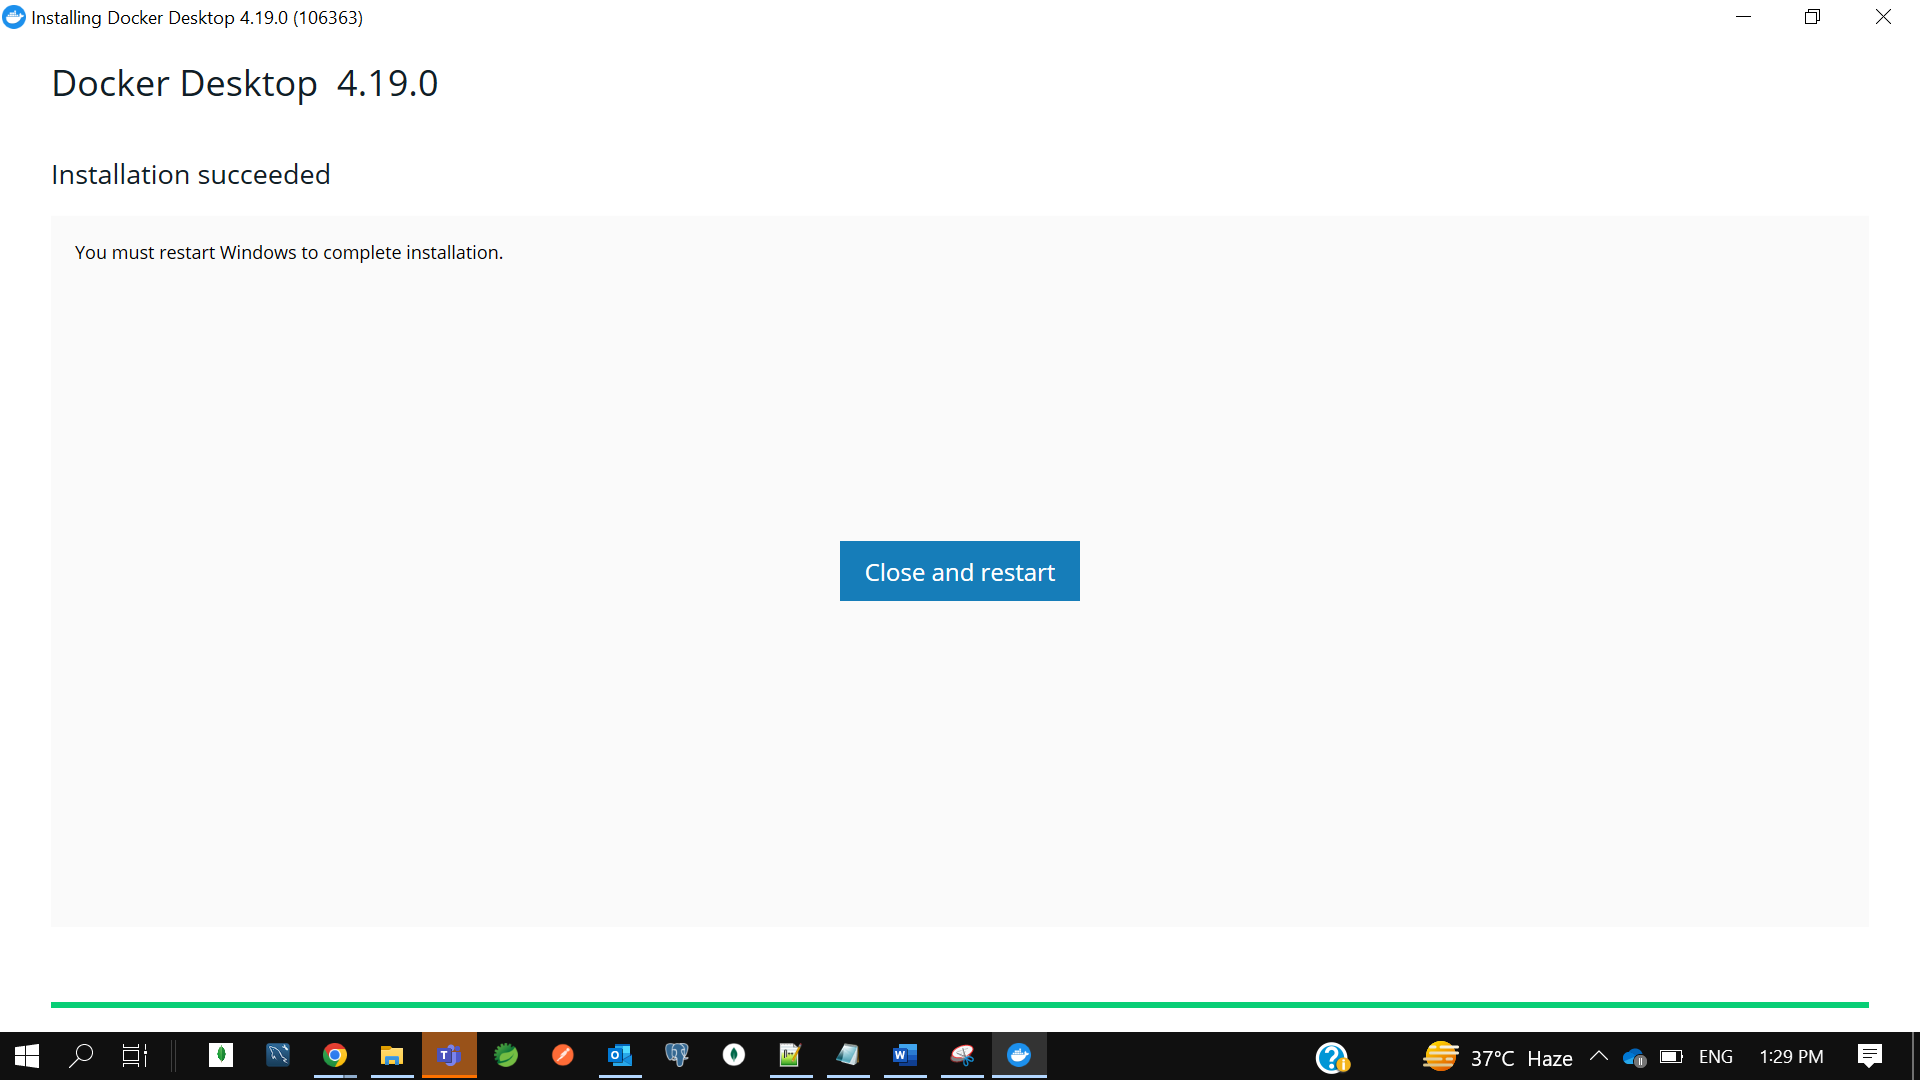 Installing Docker Desktop 4.19.0 (106363)
Docker Desktop 4.19.0
Installation succeeded
You must restart Windows to complete installation.
Close and restart
37°C Haze
ENG
1:29 PM